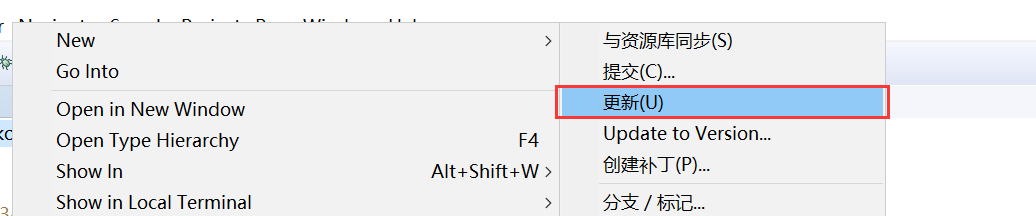 New
Go Into
Open in New Window
Open Type Hierarchy F4
Show In Alt+Shift+W
Show in Local Terminal
与资源库同步(S)
提交(C)...
更新(U)
Update to Version...
创建补丁(P)...
分支 / 标记...